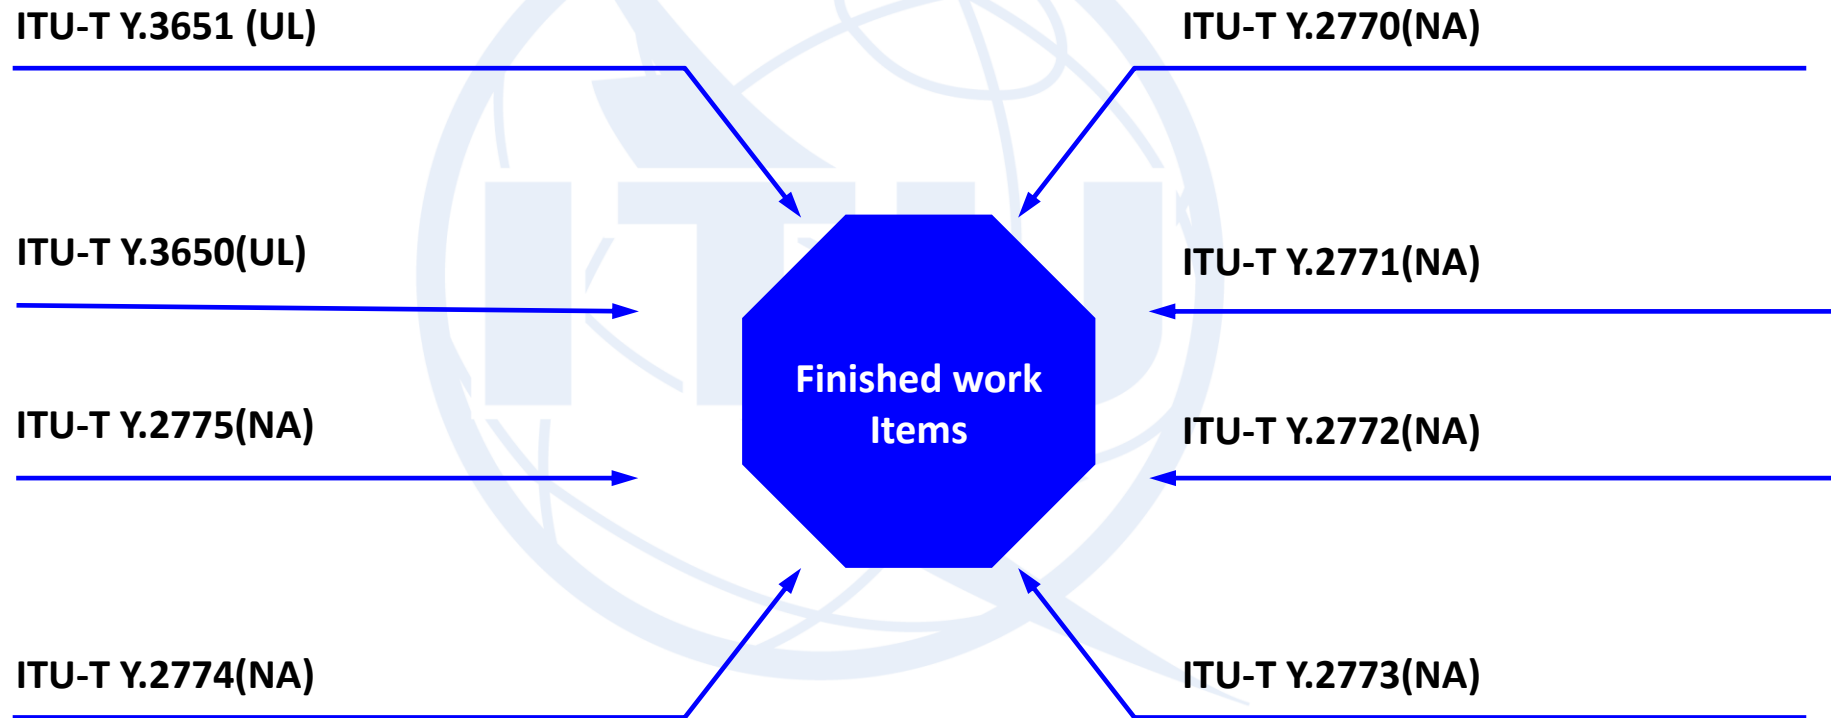 ITU-T Y.3651 (UL)
ITU-T Y.2770(NA)
ITU-T Y.3650(UL)
ITU-T Y.2771(NA)
Finished work
Items
ITU-T Y.2775(NA)
ITU-T Y.2772(NA)
ITU-T Y.2774(NA)
ITU-T Y.2773(NA)
ITU